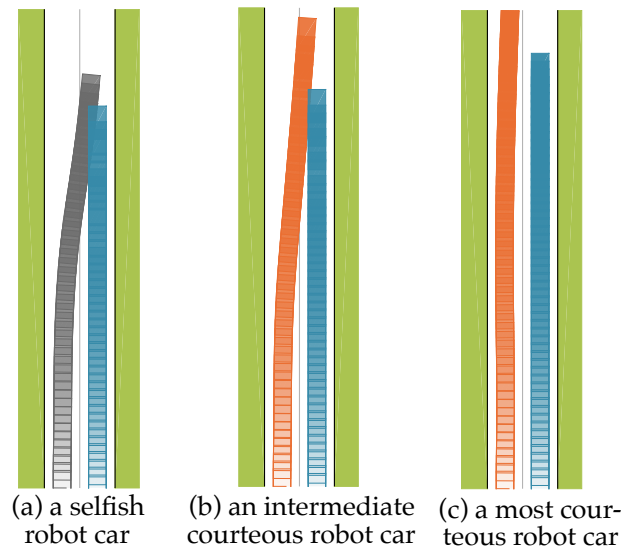 (a) a selfish
robot car
(b) an intermediate
courteous robot car
(c) a most cour-
teous robot car